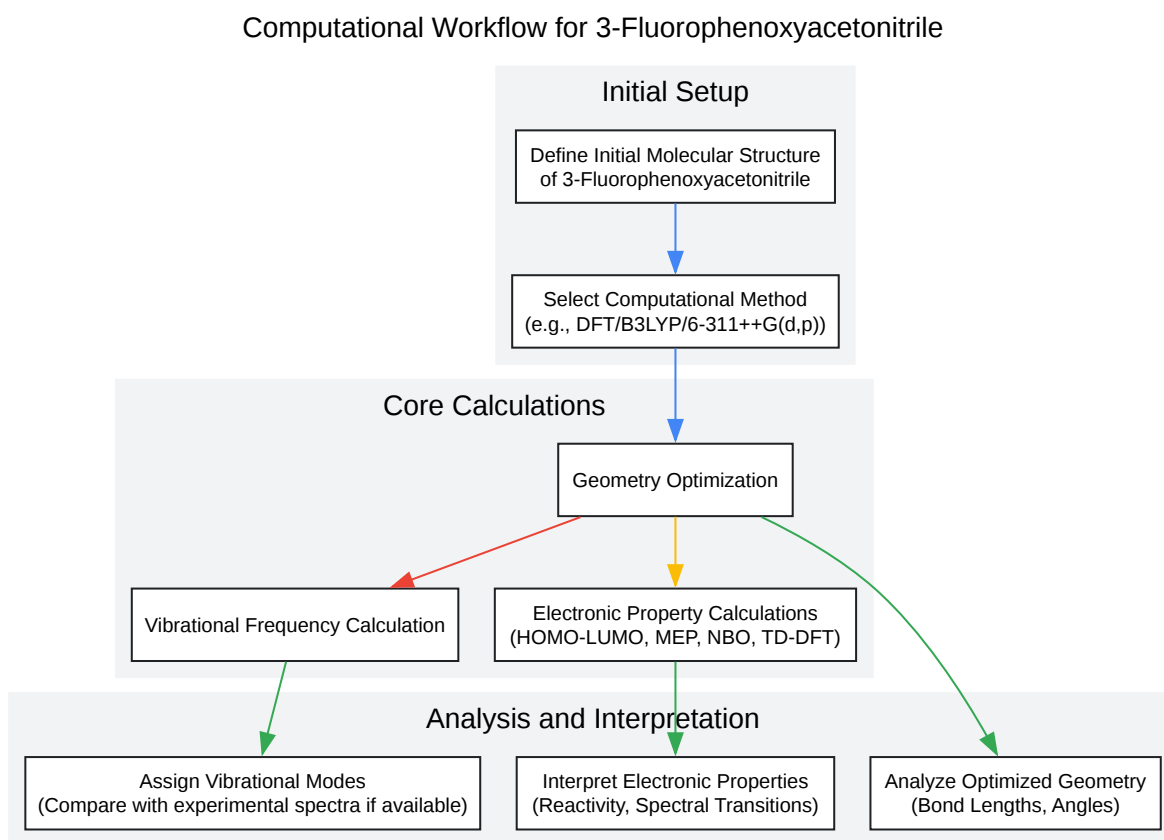 Computational Workflow for 3-Fluorophenoxyacetonitrile
Initial Setup
Define Initial Molecular Structure
of 3-Fluorophenoxyacetonitrile
Select Computational Method
(e.g., DFT/B3LYP/6-311++G(d,p))
Core Calculations
Geometry Optimization
Vibrational Frequency Calculation
Electronic Property Calculations
(HOMO-LUMO, MEP, NBO, TD-DFT)
Analysis and Interpretation
Assign Vibrational Modes
(Compare with experimental spectra if available)
Interpret Electronic Properties
(Reactivity, Spectral Transitions)
Analyze Optimized Geometry
(Bond Lengths, Angles)